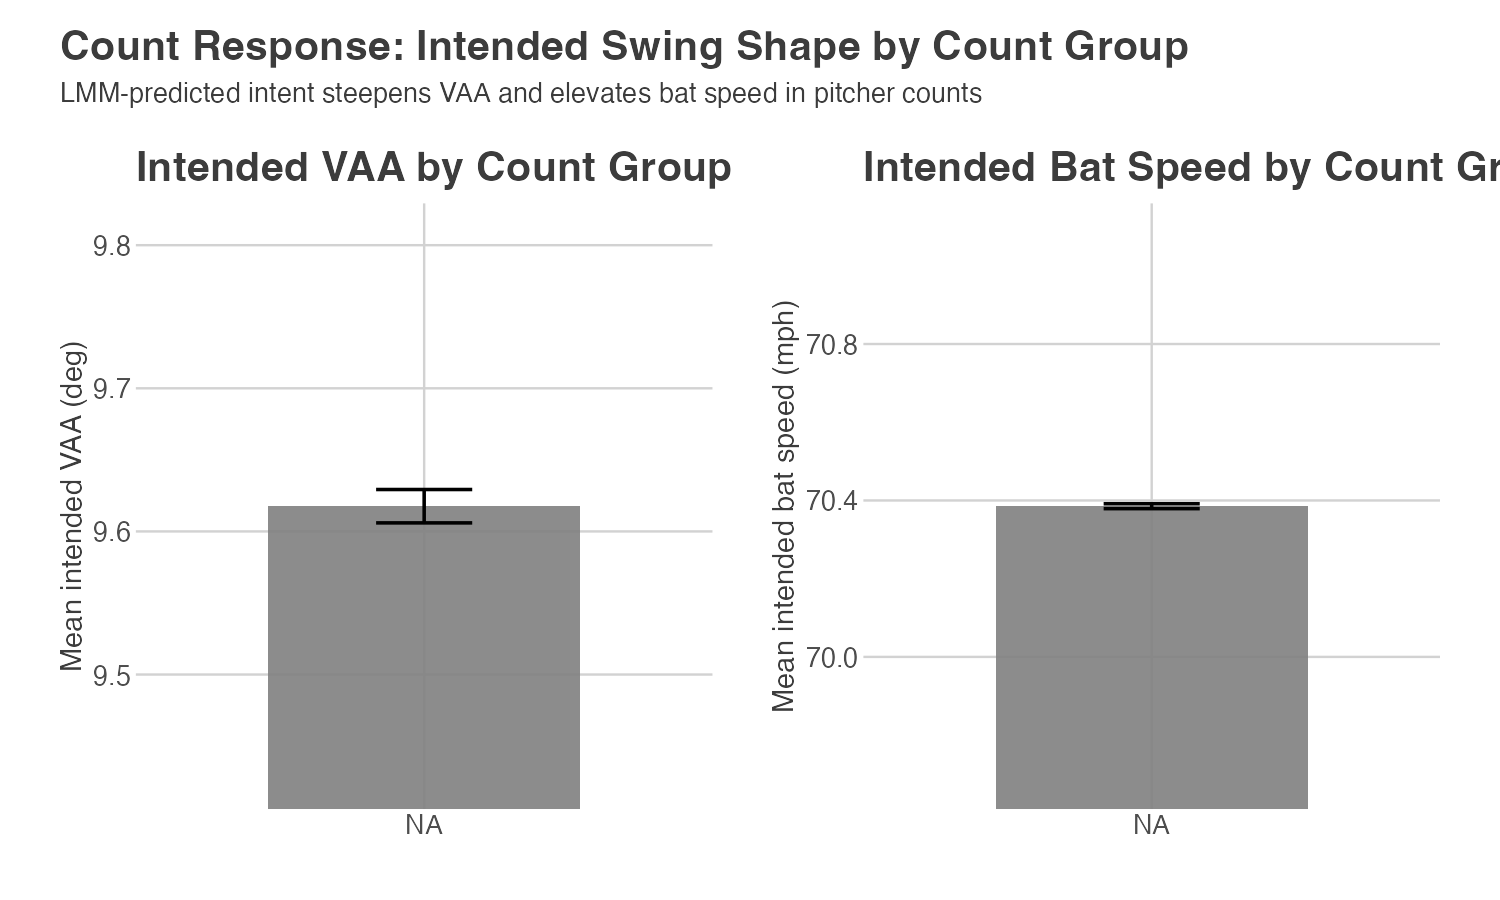 Count Response: Intended Swing Shape by Count Group
LMM-predicted intent steepens VAA and elevates bat speed in pitcher counts
Intended VAA by Count Group
Mean intended VAA (deg)
9.8
9.7
9.6
9.5
NA
Intended Bat Speed by Count Gr
Mean intended bat speed (mph)
70.8
70.4
70.0
NA